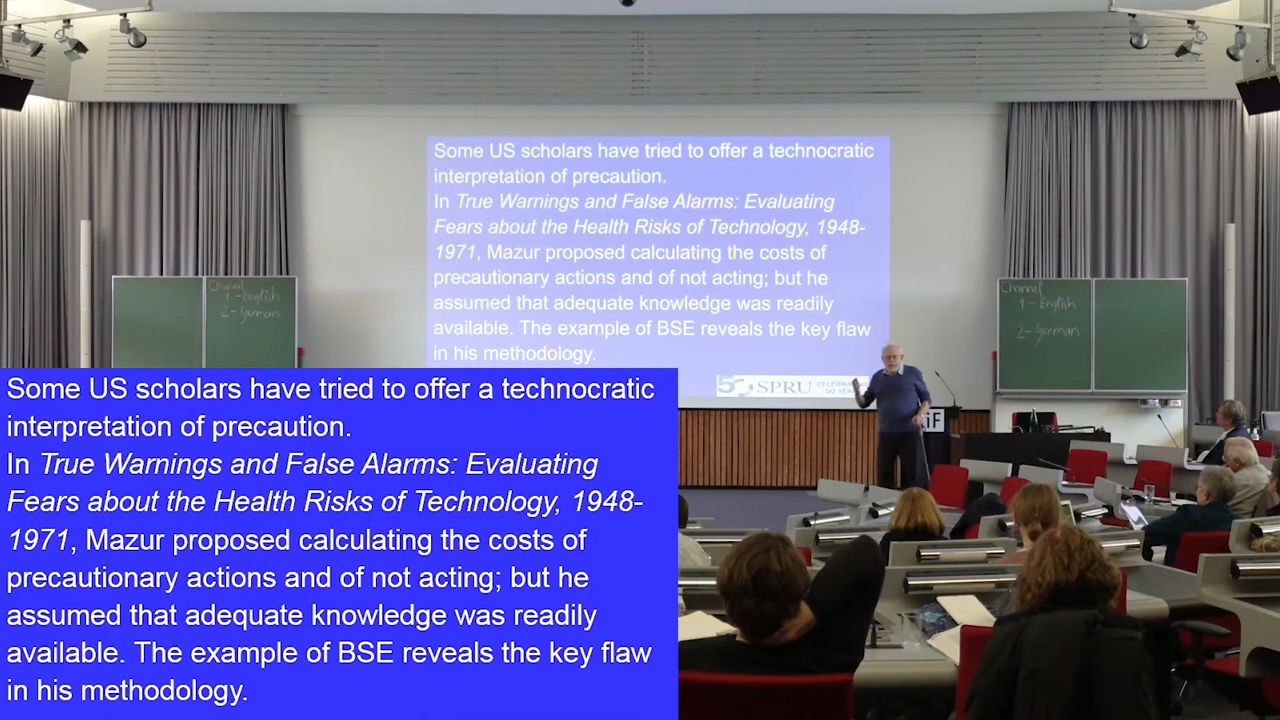 Some US scholars have tried to offer a technocratic
interpretation of precaution.
In True Warnings and False Alarms: Evaluating
Fears about the Health Risks of Technology, 1948-
1971, Mazur proposed calculating the costs of
precautionary actions and of not acting; but he
assumed that adequate knowledge was readily
available. The example of BSE reveals the key flaw
in his methodology.
50 SPRU CELEBRATING
50 YEA
Channel
1 - English
2 - German
Channel
1 - English
2 - German
iF
Some US scholars have tried to offer a technocratic
interpretation of precaution.
In True Warnings and False Alarms: Evaluating
Fears about the Health Risks of Technology, 1948-
1971, Mazur proposed calculating the costs of
precautionary actions and of not acting; but he
assumed that adequate knowledge was readily
available. The example of BSE reveals the key flaw
in his methodology.